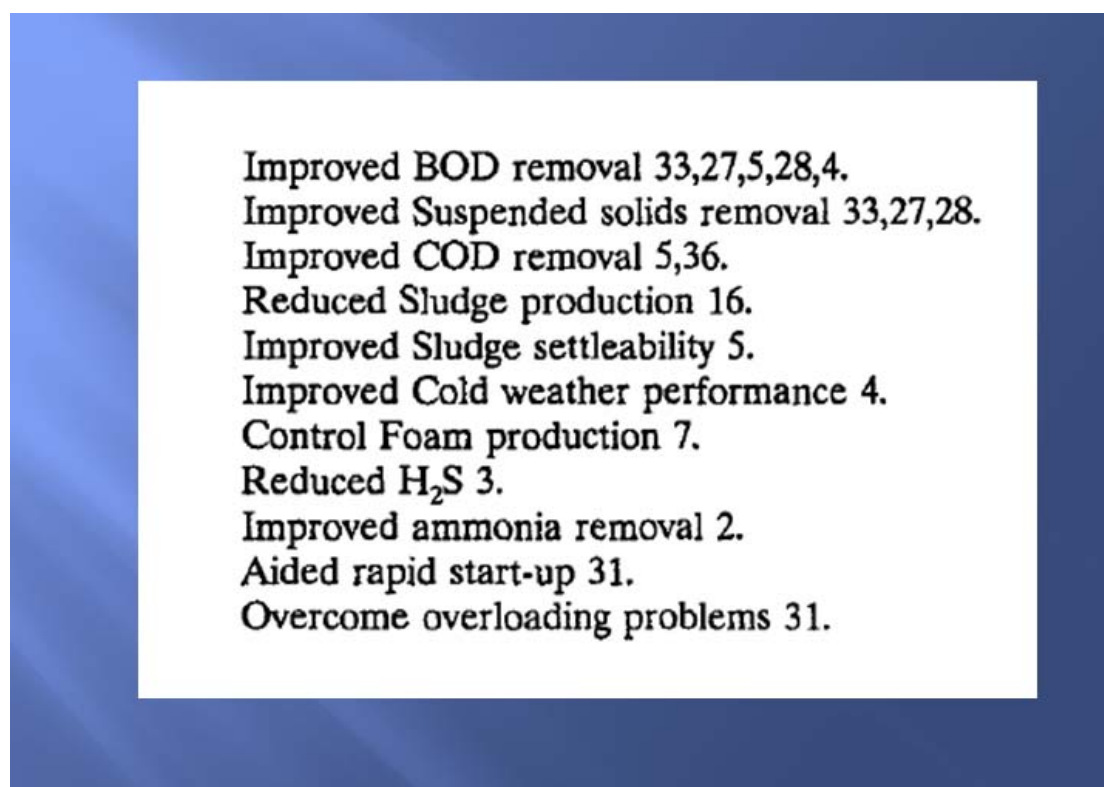 Improved BOD removal 33,27,5,28,4.
Improved Suspended solids removal 33,27,28.
Improved COD removal 5,36.
Reduced Sludge production 16.
Improved Sludge settleability 5.
Improved Cold weather performance 4.
Control Foam production 7.
Reduced H₂S 3.
Improved ammonia removal 2.
Aided rapid start-up 31.
Overcome overloading problems 31.